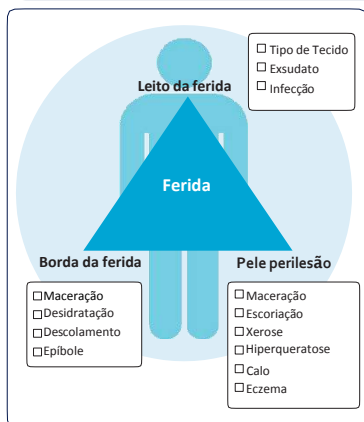 ☐ Tipo de Tecido
☐ Exsudato
☐ Infecção
Leito da ferida
Ferida
Borda da ferida
☐ Maceração
☐ Desidratação
☐ Descolamento
☐ Epíbole
Pele perilesão
☐ Maceração
☐ Escoriação
☐ Xerose
☐ Hiperqueratose
☐ Calo
☐ Eczema